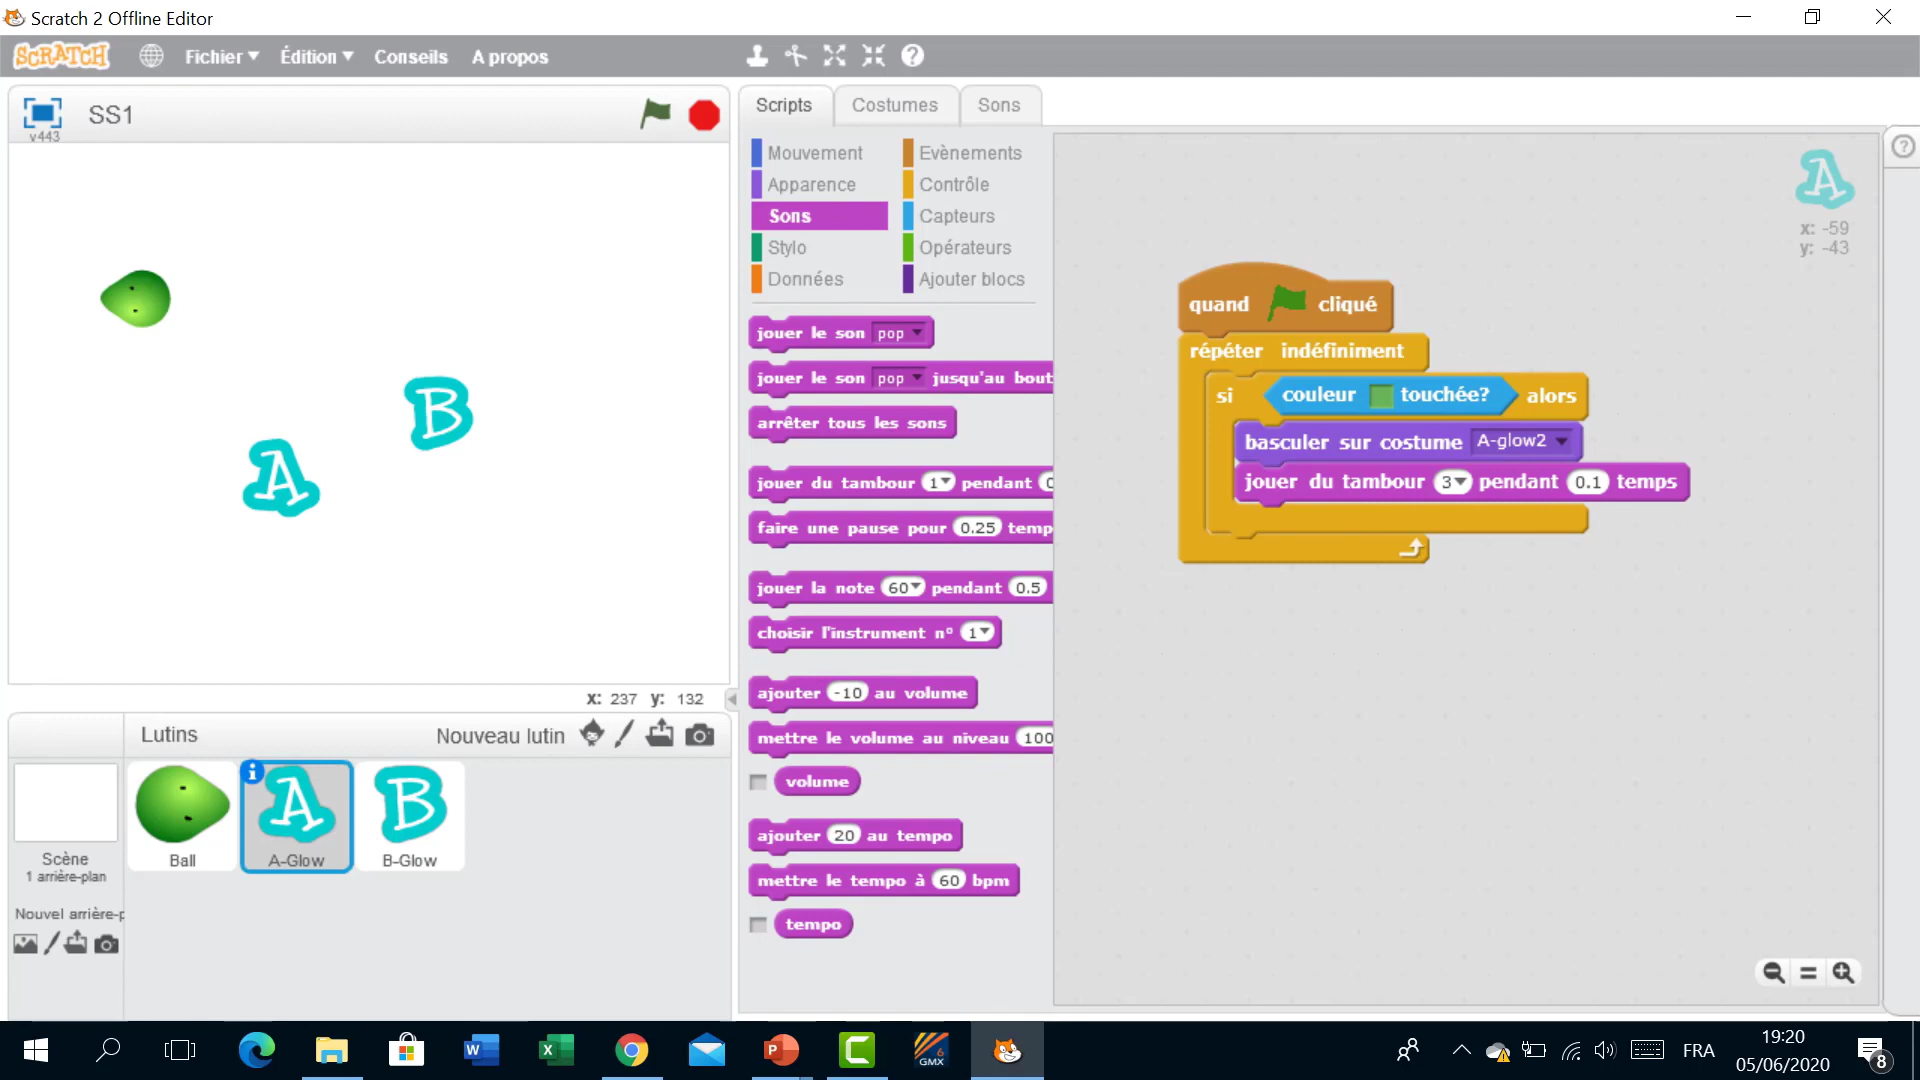 Scratch 2 Offline Editor
SCRATCH Fichier Édition Conseils A propos
v443
SS1
Scripts Costumes Sons
Mouvement Evènements
Apparence Contrôle
Sons Capteurs
Stylo Opérateurs
Données Ajouter blocs
jouer le son pop
jouer le son pop jusqu'au bout
arrêter tous les sons
jouer du tambour 1 pendant 0
faire une pause pour 0.25 temp
jouer la note 60 pendant 0.5
choisir l'instrument n° 1
ajouter -10 au volume
mettre le volume au niveau 100
volume
ajouter 20 au tempo
mettre le tempo à 60 bpm
tempo
A
x: -59
y: -43
quand cliqué
répéter indéfiniment
si couleur touchée? alors
basculer sur costume A-glow2
jouer du tambour 3 pendant 0.1 temps
B
A
x: 237 y: 132
Lutins Nouveau lutin
A B
Scène
1 arrière-plan
Ball A-Glow B-Glow
Nouvel arrière-p
GMX
6
FRA
19:20
05/06/2020
8